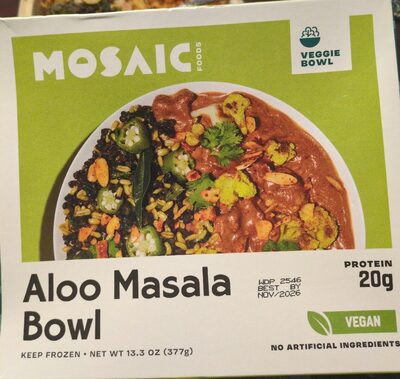 MOSAIC
FOODS
VEGGIE
BOWL
Aloo Masala
Bowl
WDP 2546
BEST BY
NOV/2026
PROTEIN
20g
VEGAN
KEEP FROZEN • NET WT 13.3 OZ (377g)
NO ARTIFICIAL INGREDIENTS